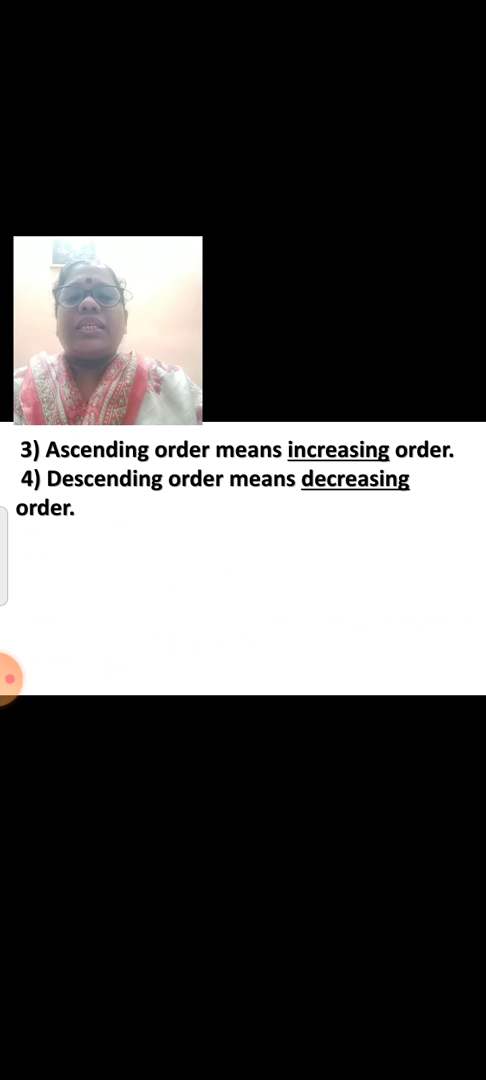 3) Ascending order means increasing order.
4) Descending order means decreasing
order.